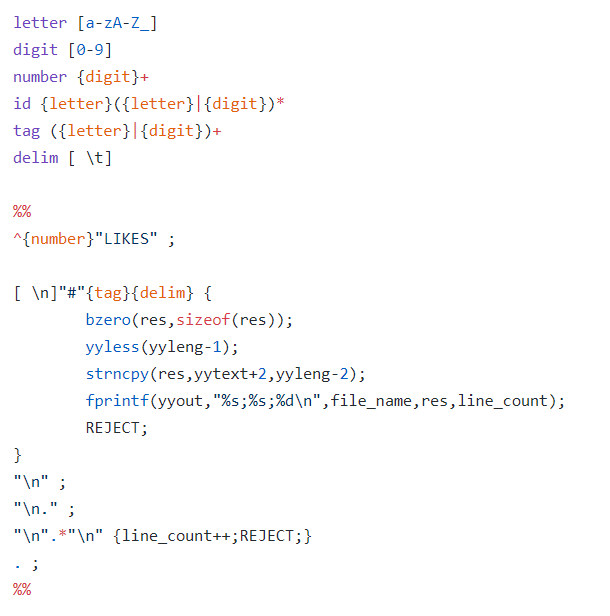 letter [a-zA-Z_]
digit [0-9]
number {digit}+
id {letter}({letter}|{digit})*
tag ({letter}|{digit})+
delim [ \t]

%%
^{number}"LIKES" ;

[ \n]"#"{tag}{delim} {
        bzero(res,sizeof(res));
        yyless(yyleng-1);
        strncpy(res,yytext+2,yyleng-2);
        fprintf(yyout,"%s;%s;%d\n",file_name,res,line_count);
        REJECT;
}
"\n" ;
"\n." ;
"\n".*"\n" {line_count++;REJECT;}
. ;
%%